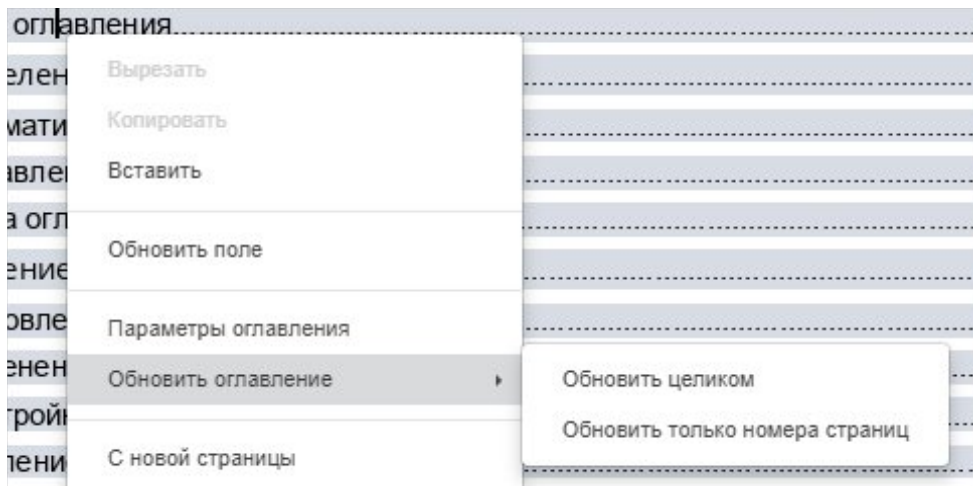 оглавления
Вырезать
Копировать
Вставить
Обновить поле
Параметры оглавления
Обновить оглавление
Обновить целиком
Обновить только номера страниц
С новой страницы